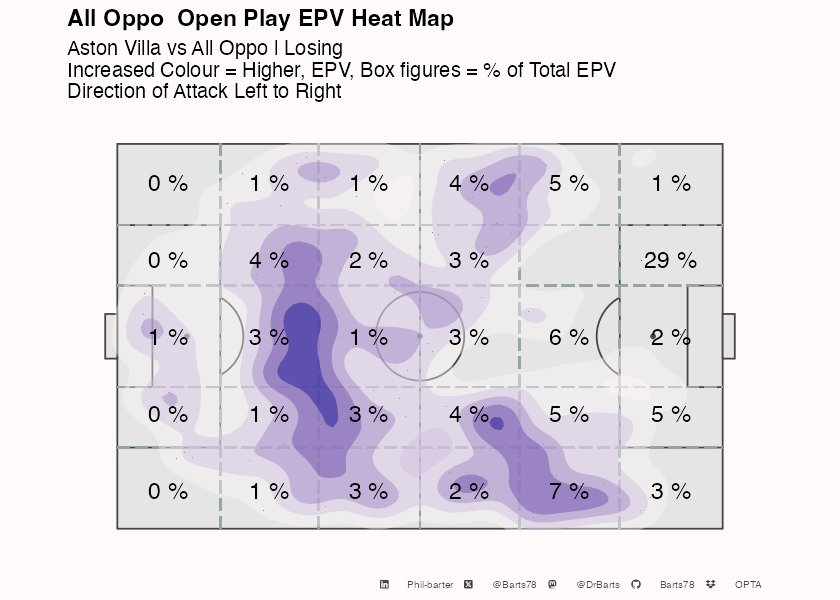 All Oppo  Open Play EPV Heat Map
Aston Villa vs All Oppo | Losing
Increased Colour = Higher, EPV, Box figures = % of Total EPV
Direction of Attack Left to Right
0 % 1 % 1 % 4 % 5 % 1 %
0 % 4 % 2 % 3 % 29 %
1 % 3 % 1 % 3 % 6 % 2 %
0 % 1 % 3 % 4 % 5 % 5 %
0 % 1 % 3 % 2 % 7 % 3 %
Phil-barter @Barts78 @DrBarts Barts78 OPTA